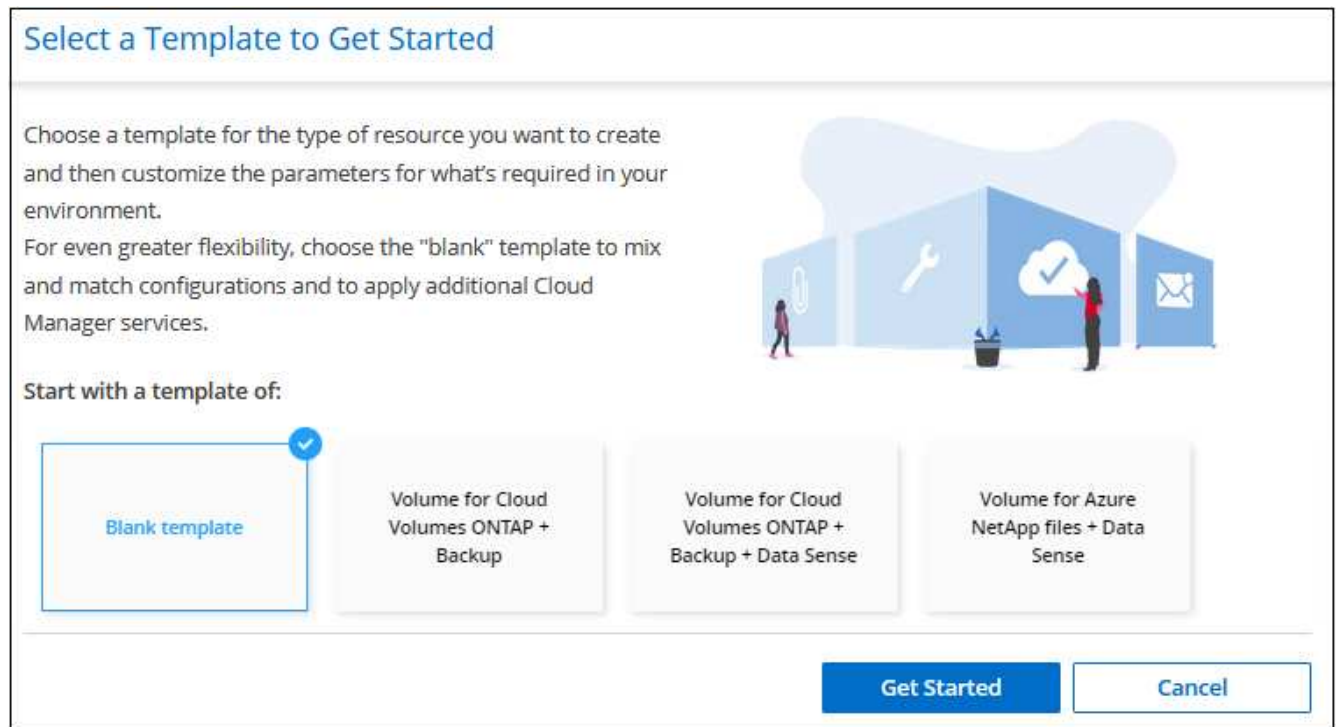 Select a Template to Get Started
Choose a template for the type of resource you want to create
and then customize the parameters for what's required in your
environment.
For even greater flexibility, choose the "blank" template to mix
and match configurations and to apply additional Cloud
Manager services.
Start with a template of:
Blank template
Volume for Cloud
Volumes ONTAP +
Backup
Volume for Cloud
Volumes ONTAP +
Backup + Data Sense
Volume for Azure
NetApp files + Data
Sense
Get Started
Cancel